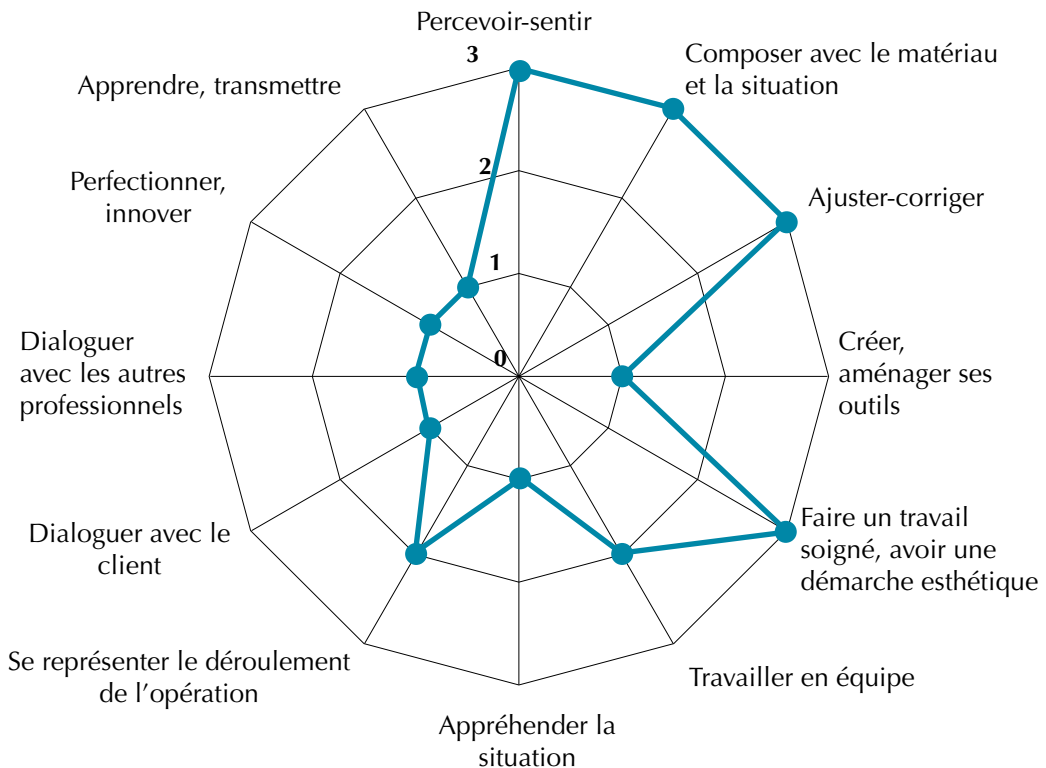 Percevoir-sentir
3
Composer avec le matériau
et la situation
Apprendre, transmettre
2
Perfectionner,
innover
Ajuster-corriger
1
Dialoguer
avec les autres
professionnels
0
Créer,
aménager ses
outils
Dialoguer avec le
client
Faire un travail
soigné, avoir une
démarche esthétique
Se représenter le déroulement
de l'opération
Travailler en équipe
Appréhender la
situation